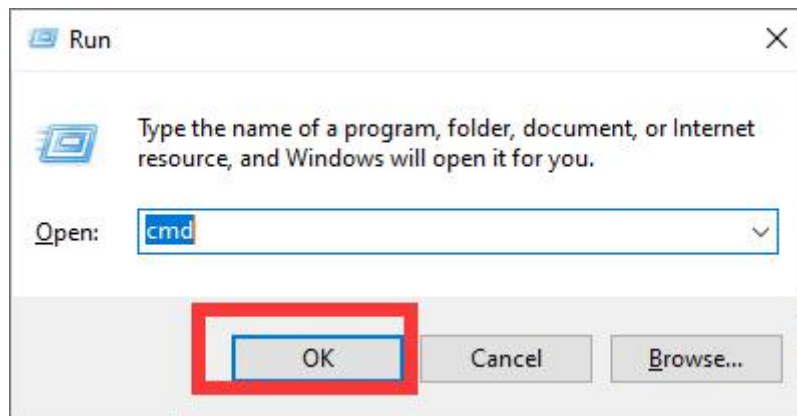 Run
Type the name of a program, folder, document, or Internet
resource, and Windows will open it for you.
Open: cmd
OK Cancel Browse...